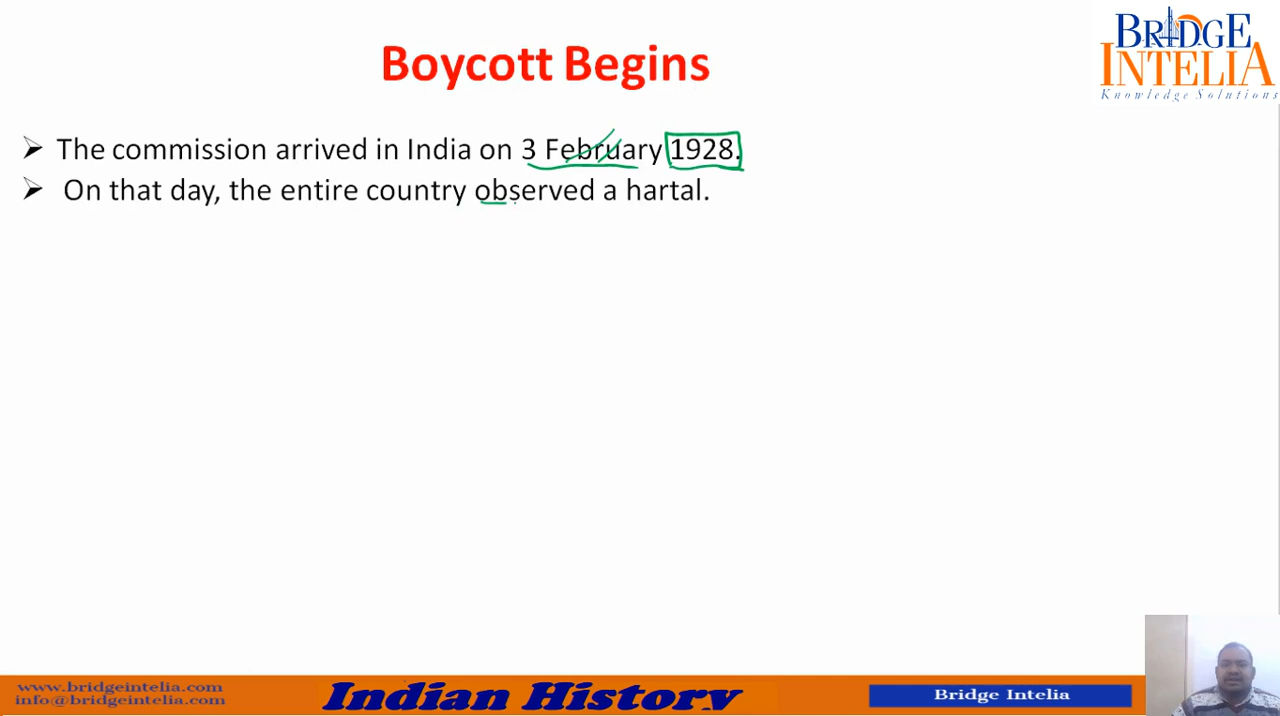 BRIDGE
INTELIA
Knowledge Solutions
Boycott Begins
➢ The commission arrived in India on 3 February 1928.
➢ On that day, the entire country observed a hartal.
www.bridgeintelia.com
info@bridgeintelia.com
Indian History
Bridge Intelia